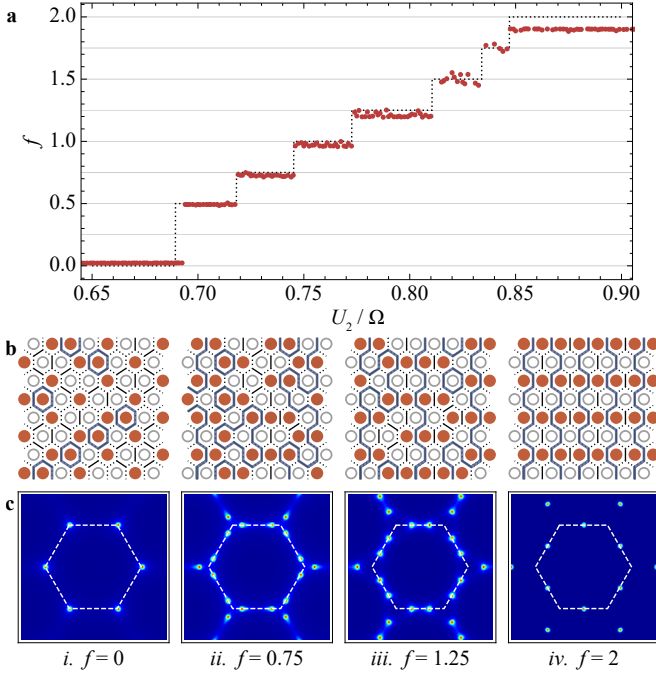 a
2.0
1.5
1.0
0.5
0.0
f
0.65 0.70 0.75 0.80 0.85 0.90
U₂ / Ω
b
c
i. f = 0 ii. f = 0.75 iii. f = 1.25 iv. f = 2